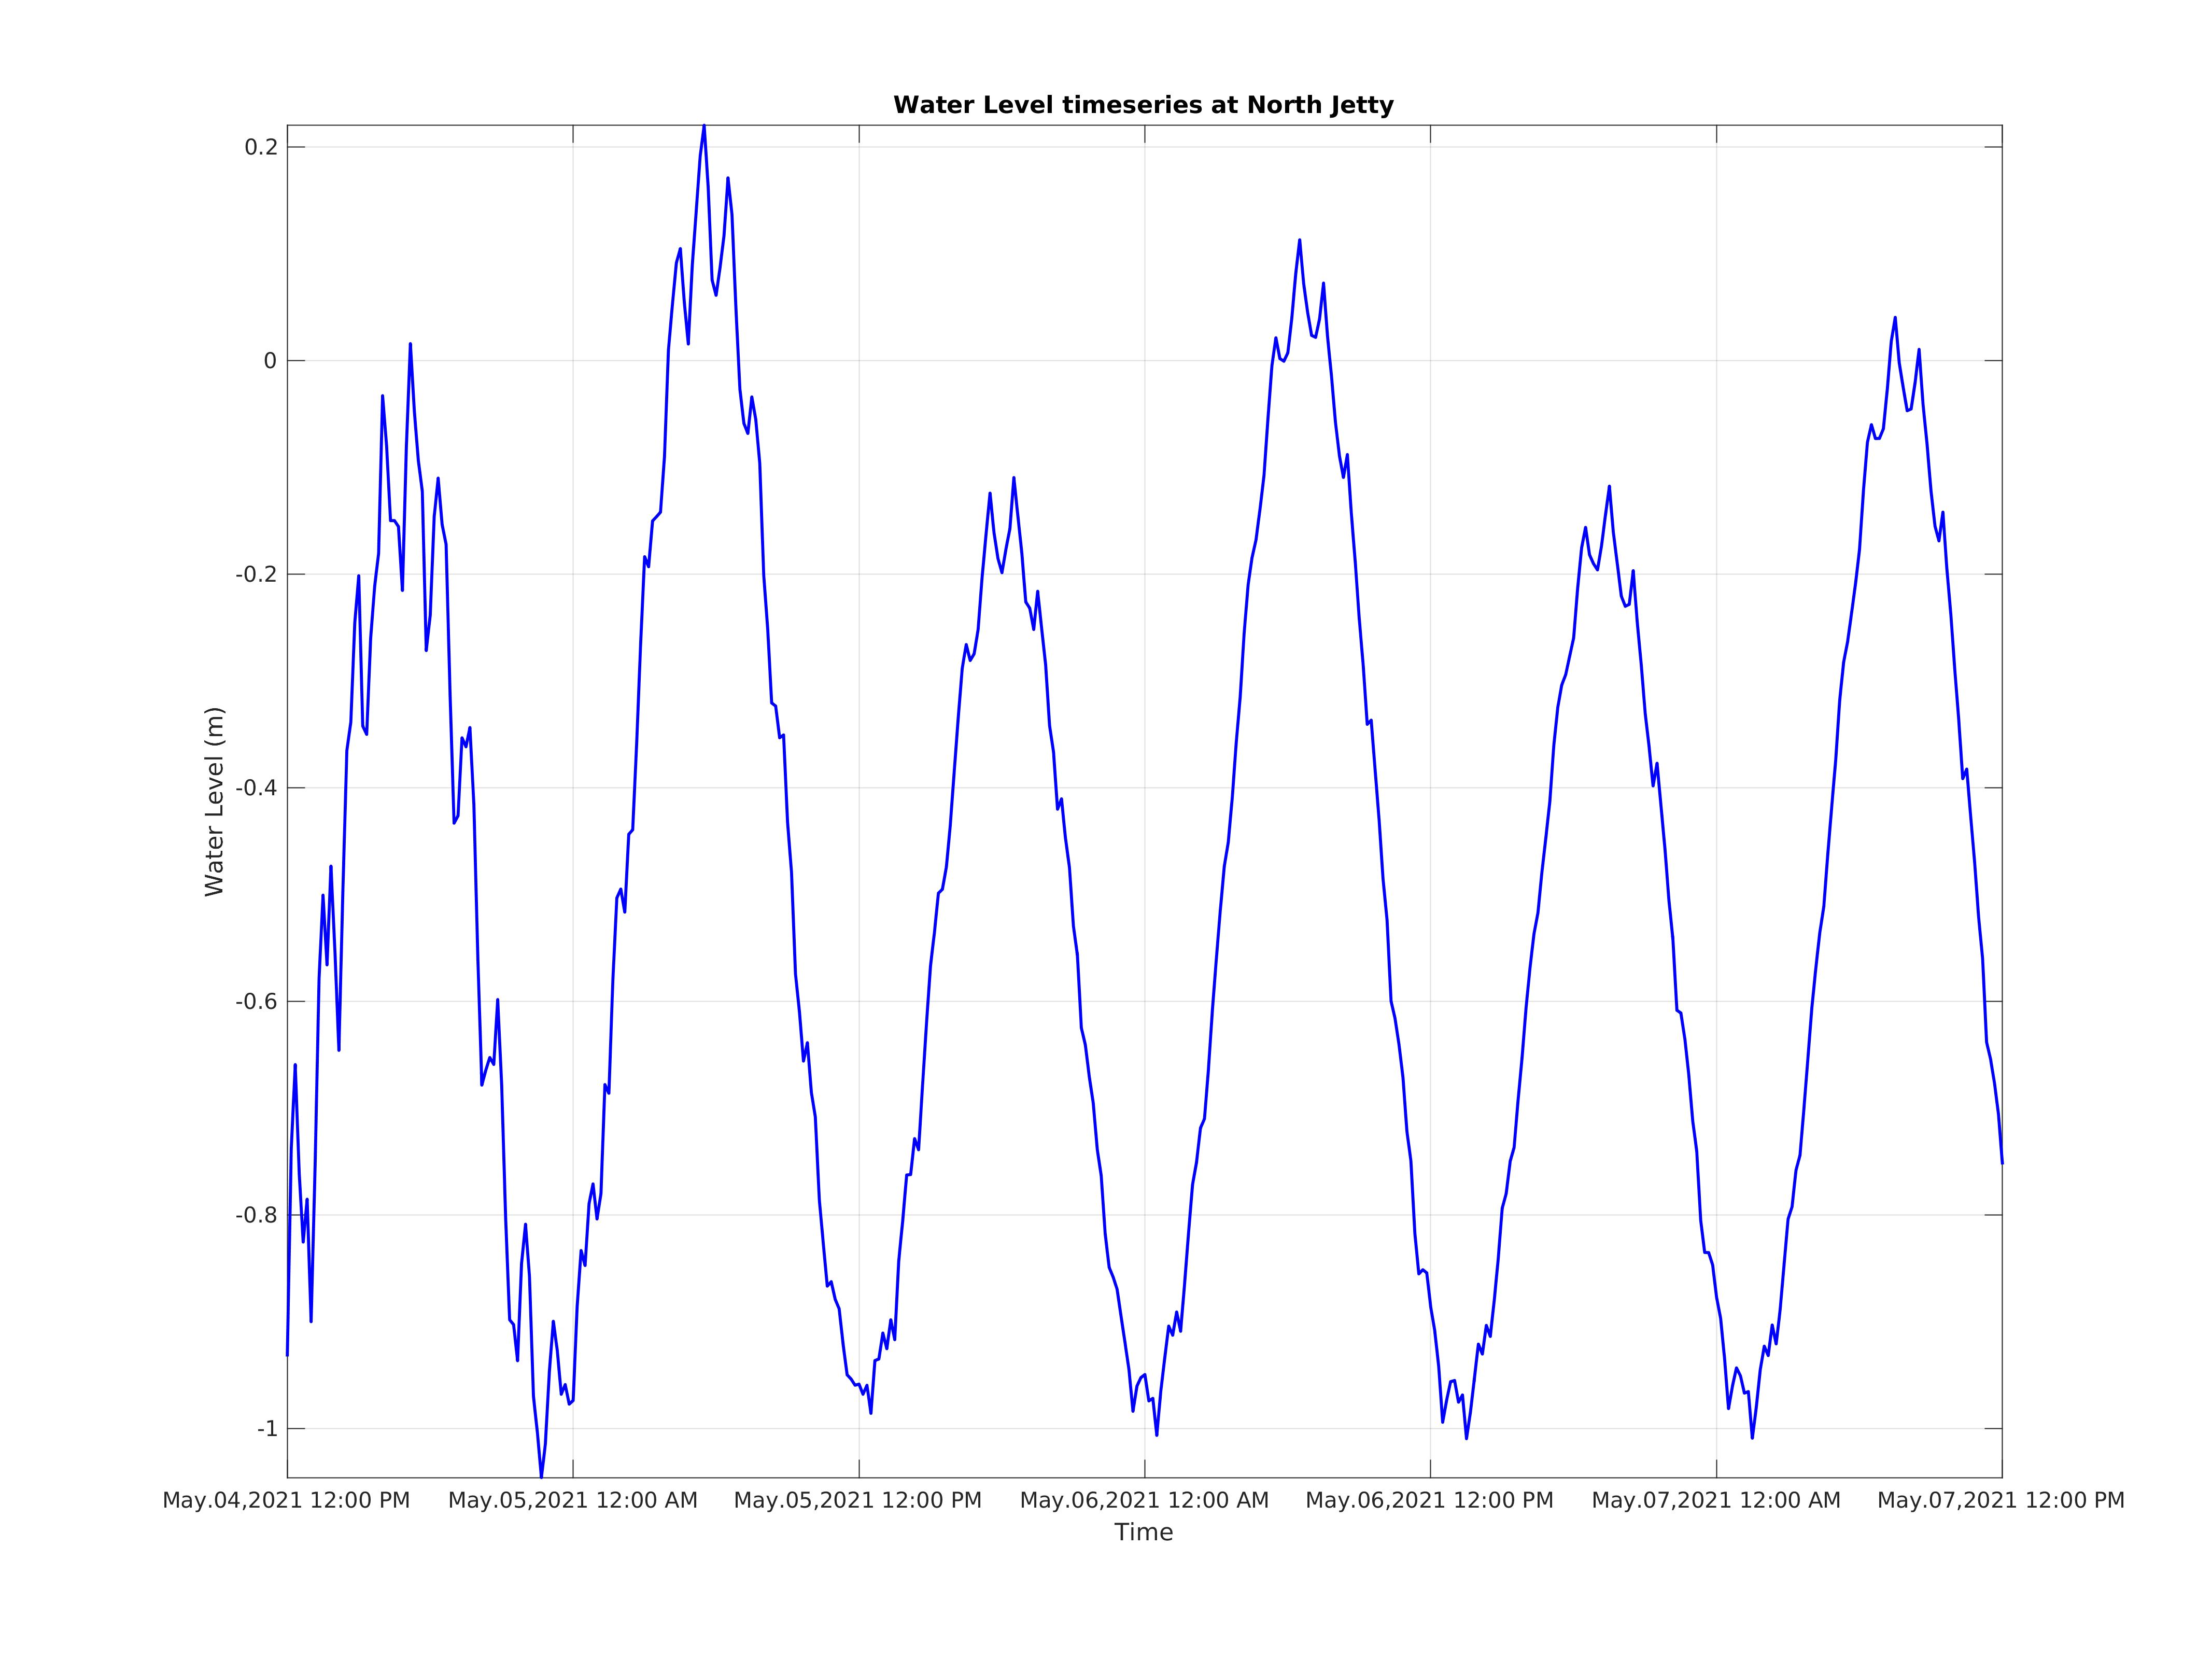 Water Level timeseries at North Jetty
0.2
0
-0.2
-0.4
-0.6
-0.8
-1
Water Level (m)
May.04,2021 12:00 PM
May.05,2021 12:00 AM
May.05,2021 12:00 PM
May.06,2021 12:00 AM
May.06,2021 12:00 PM
May.07,2021 12:00 AM
May.07,2021 12:00 PM
Time